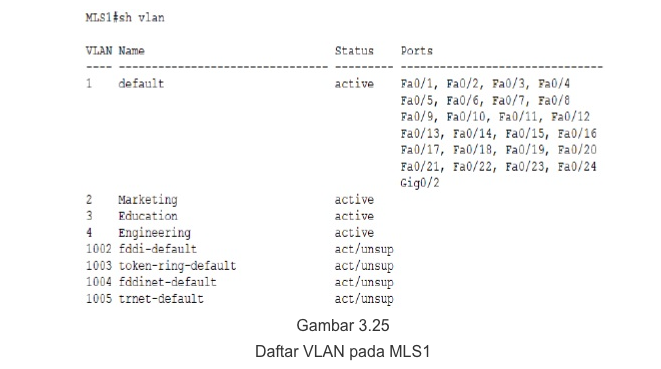 MLS1#sh vlan
VLAN Name Status Ports
---- -------------------------------- --------- -------------------------------
1 default active Fa0/1, Fa0/2, Fa0/3, Fa0/4
Fa0/5, Fa0/6, Fa0/7, Fa0/8
Fa0/9, Fa0/10, Fa0/11, Fa0/12
Fa0/13, Fa0/14, Fa0/15, Fa0/16
Fa0/17, Fa0/18, Fa0/19, Fa0/20
Fa0/21, Fa0/22, Fa0/23, Fa0/24
Gig0/2
2 Marketing active
3 Education active
4 Engineering active
1002 fddi-default act/unsup
1003 token-ring-default act/unsup
1004 fddinet-default act/unsup
1005 trnet-default act/unsup
Gambar 3.25
Daftar VLAN pada MLS1